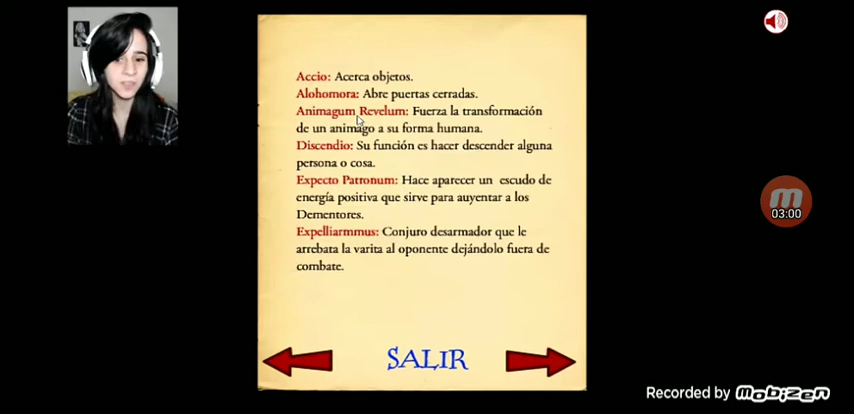 Accio: Acerca objetos.
Alohomora: Abre puertas cerradas.
Animagum Revelum: Fuerza la transformación
de un animago a su forma humana.
Discendio: Su función es hacer descender alguna
persona o cosa.
Expecto Patronum: Hace aparecer un escudo de
energía positiva que sirve para auyentar a los
Dementores.
Expelliarmmus: Conjuro desarmador que le
arrebata la varita al oponente dejándolo fuera de
combate.
SALIR
03:00
Recorded by mobizen